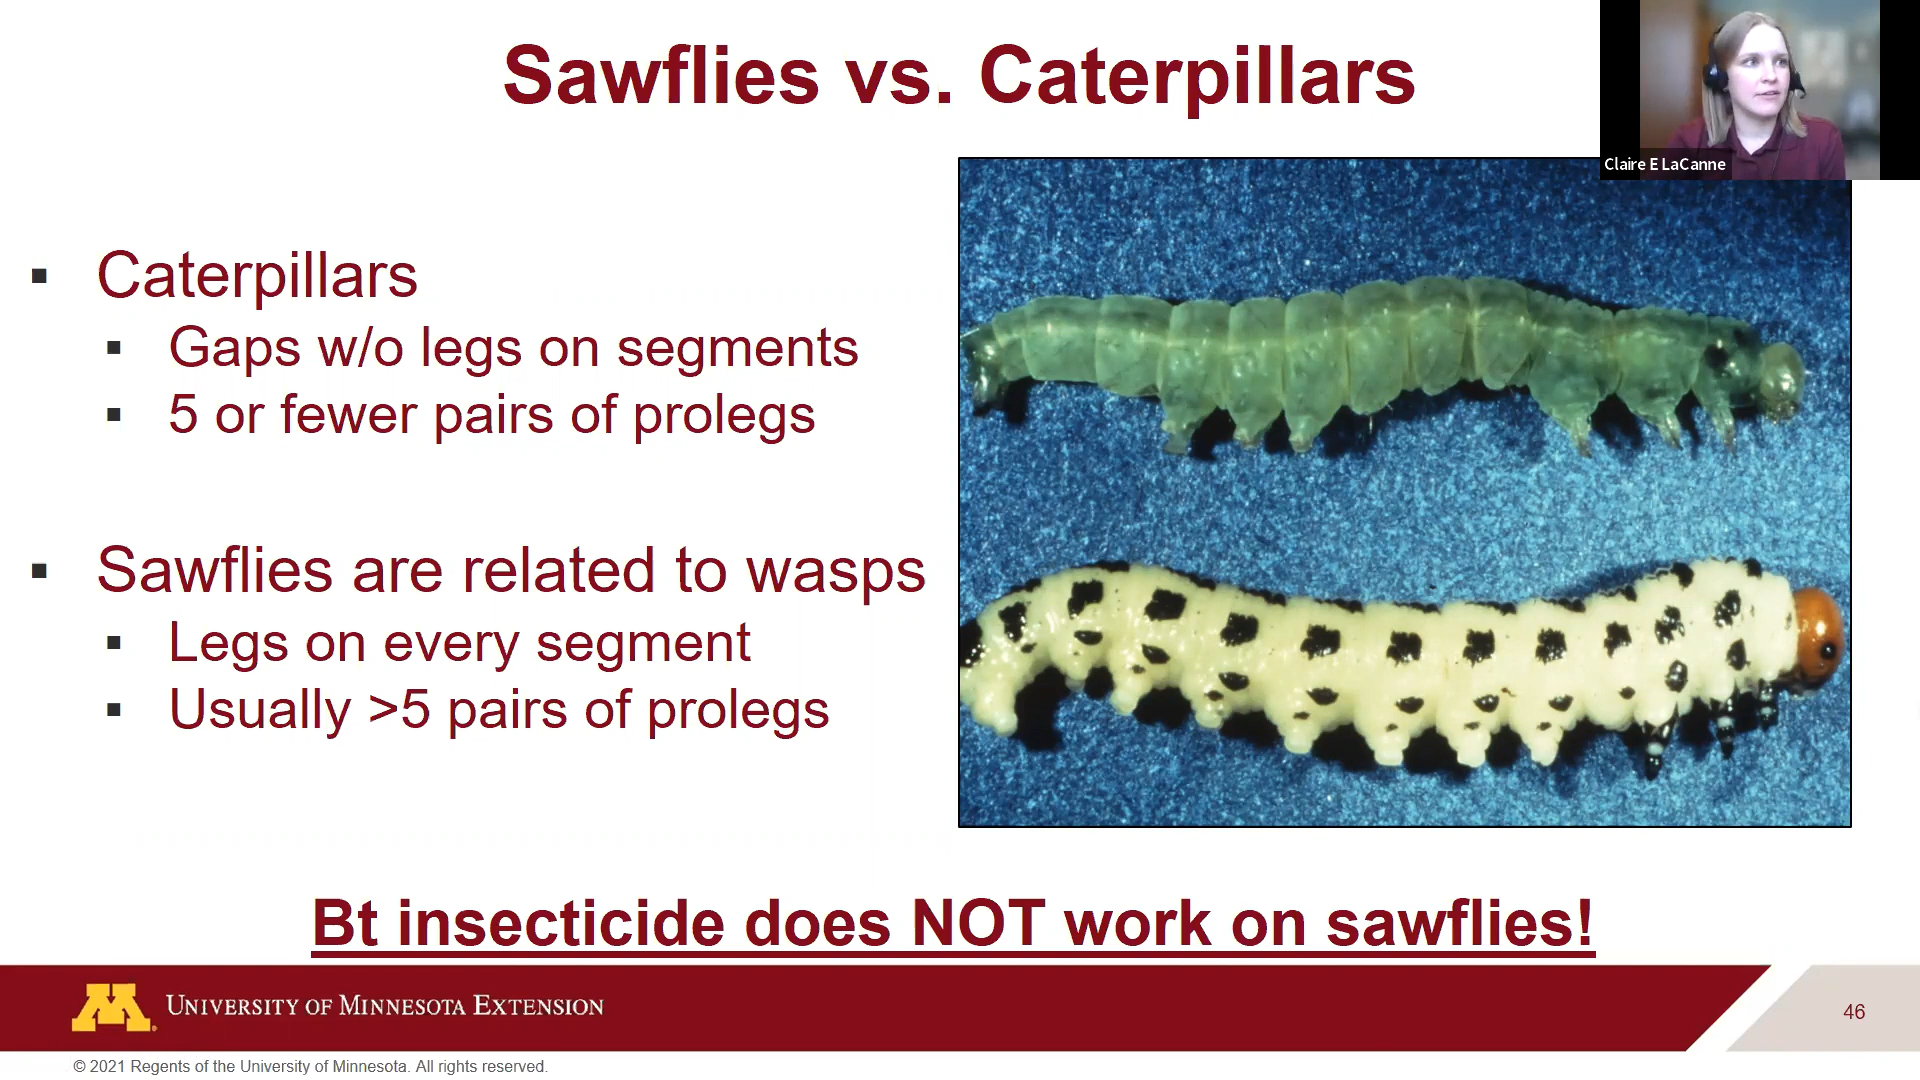 Sawflies vs. Caterpillars
Claire E LaCanne
▪ Caterpillars
▪ Gaps w/o legs on segments
▪ 5 or fewer pairs of prolegs
▪ Sawflies are related to wasps
▪ Legs on every segment
▪ Usually >5 pairs of prolegs
Bt insecticide does NOT work on sawflies!
M University of Minnesota Extension
46
© 2021 Regents of the University of Minnesota. All rights reserved.